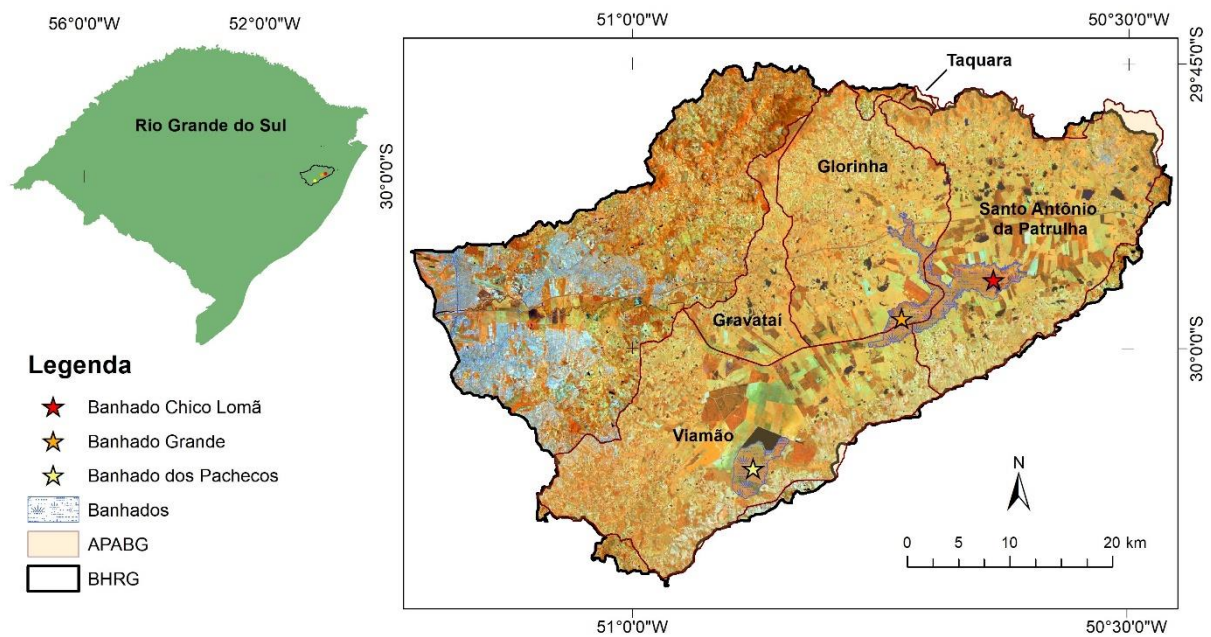 56°0'0"W
52°0'0"W
Rio Grande do Sul
30°0'0"S
Legenda
Banhado Chico Lomã
Banhado Grande
Banhado dos Pachecos
Banhados
APABG
BHRG
51°0'0"W
50°30'0"W
29°45'0"S
Taquara
Glorinha
Santo Antônio
da Patrulha
Gravataí
30°0'0"S
Viamão
N
0 5 10 20 km
51°0'0"W
50°30'0"W